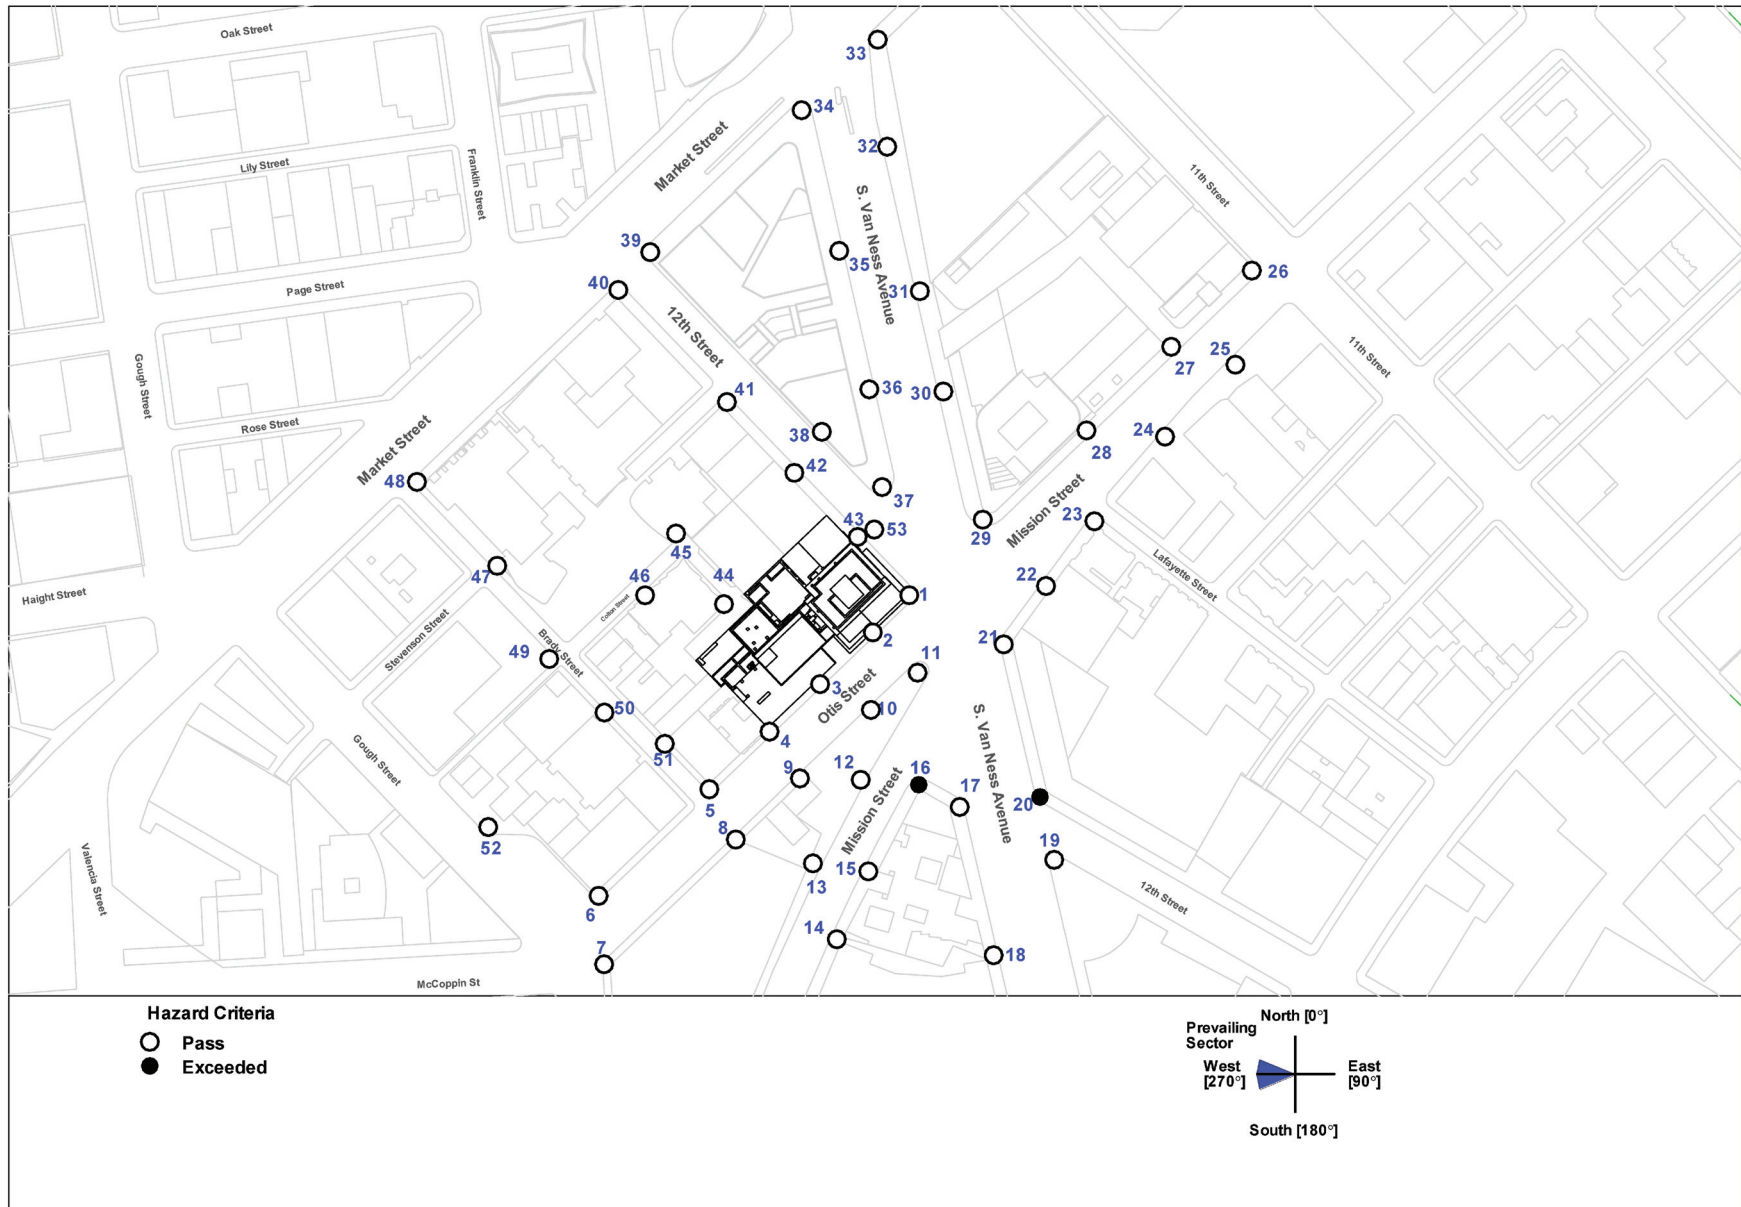 Oak Street
33
34
Market Street
Lily Street
Franklin Street
32
11th Street
S. Van Ness Avenue
39
35
26
40
31
Page Street
12th Street
27
25
11th Street
Gough Street
36
30
41
Rose Street
38
28
24
Market Street
42
48
37
43
53
29
Mission Street
23
45
47
44
Lafayette Street
46
22
Haight Street
Colton Street
1
Stevenson Street
2
21
Brady Street
49
11
3
Otis Street
50
10
4
S. Van Ness Avenue
51
Gough Street
9
12
16
17
20
5
Mission Street
8
52
19
Valencia Street
13
15
12th Street
6
14
7
18
McCoppin St
Hazard Criteria
Pass
Exceeded
North [0°]
Prevailing
Sector
West
[270°]
East
[90°]
South [180°]